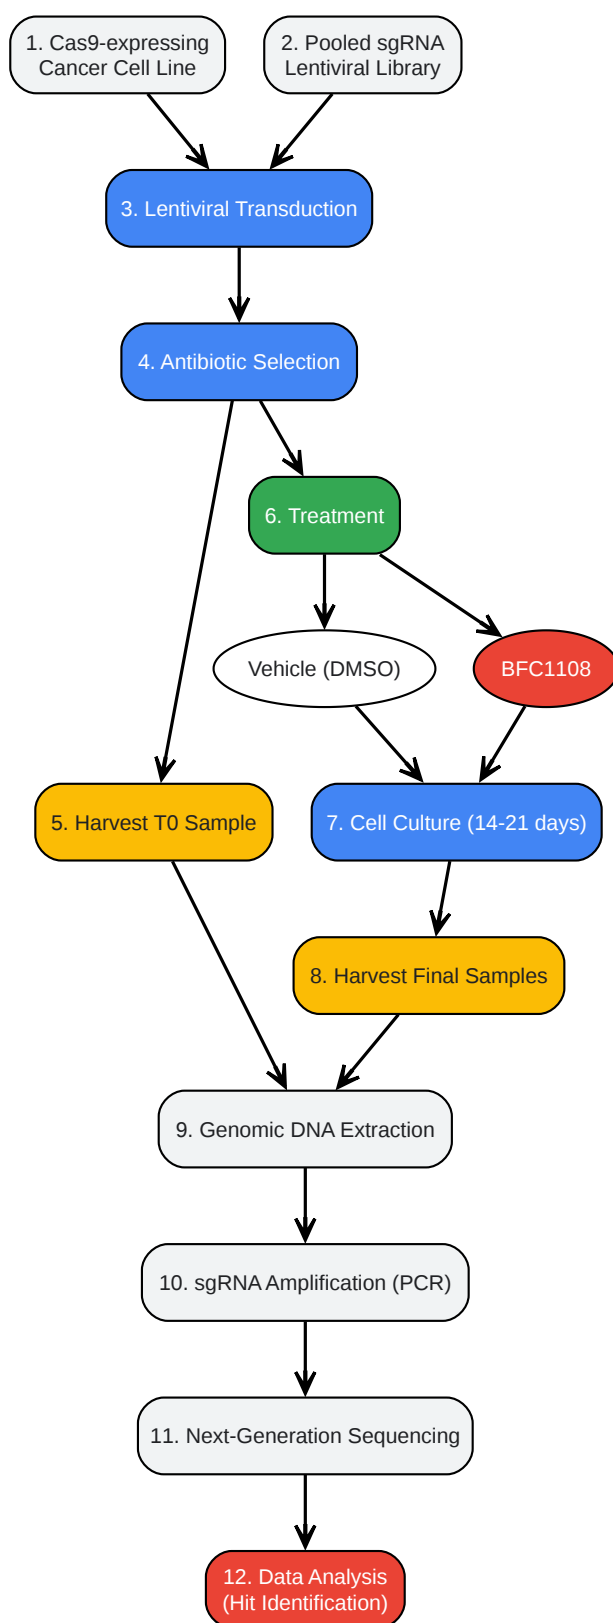 1. Cas9-expressing
Cancer Cell Line
2. Pooled sgRNA
Lentiviral Library
3. Lentiviral Transduction
4. Antibiotic Selection
6. Treatment
Vehicle (DMSO)
BFC1108
5. Harvest T0 Sample
7. Cell Culture (14-21 days)
8. Harvest Final Samples
9. Genomic DNA Extraction
10. sgRNA Amplification (PCR)
11. Next-Generation Sequencing
12. Data Analysis
(Hit Identification)